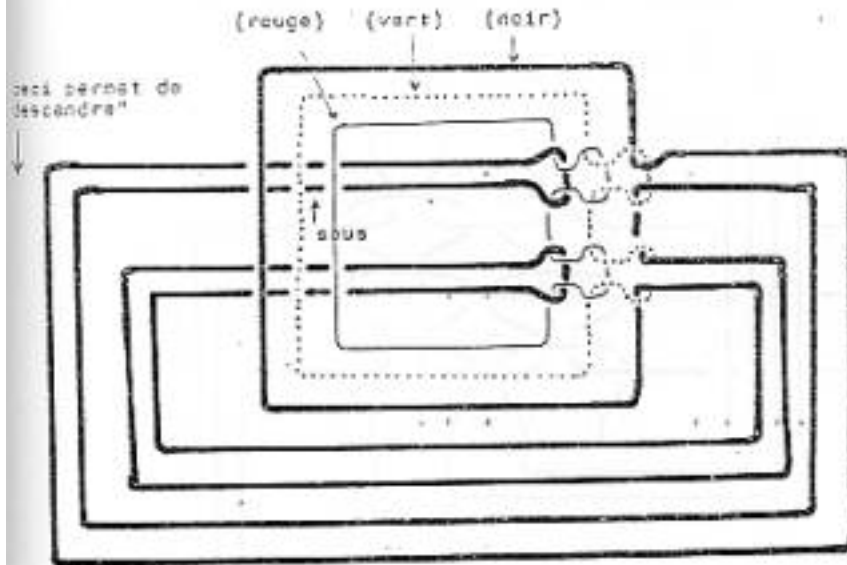 (rouge) (vert) (noir)
ceci permet de
descendre"
sous